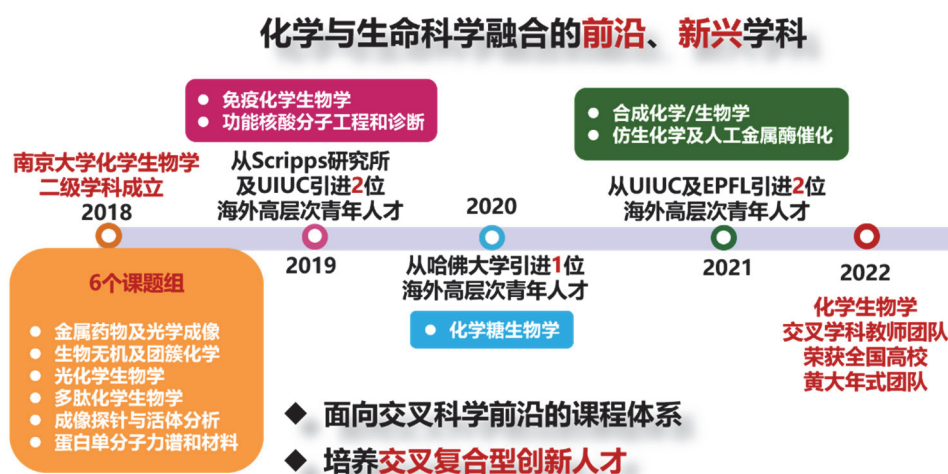 化学与生命科学融合的前沿、新兴学科
南京大学化学生物学
二级学科成立
2018
6个课题组
● 金属药物及光学成像
● 生物无机及团簇化学
● 光化学生物学
● 多肽化学生物学
● 成像探针与活体分析
● 蛋白单分子力谱和材料
● 免疫化学生物学
● 功能核酸分子工程和诊断
从Scripps研究所
及UIUC引进2位
海外高层次青年人才
2019
2020
从哈佛大学引进1位
海外高层次青年人才
● 化学糖生物学
● 合成化学/生物学
● 仿生化学及人工金属酶催化
从UIUC及EPFL引进2位
海外高层次青年人才
2021
2022
化学生物学
交叉学科教师团队
荣获全国高校
黄大年式团队
◆ 面向交叉科学前沿的课程体系
◆ 培养交叉复合型创新人才